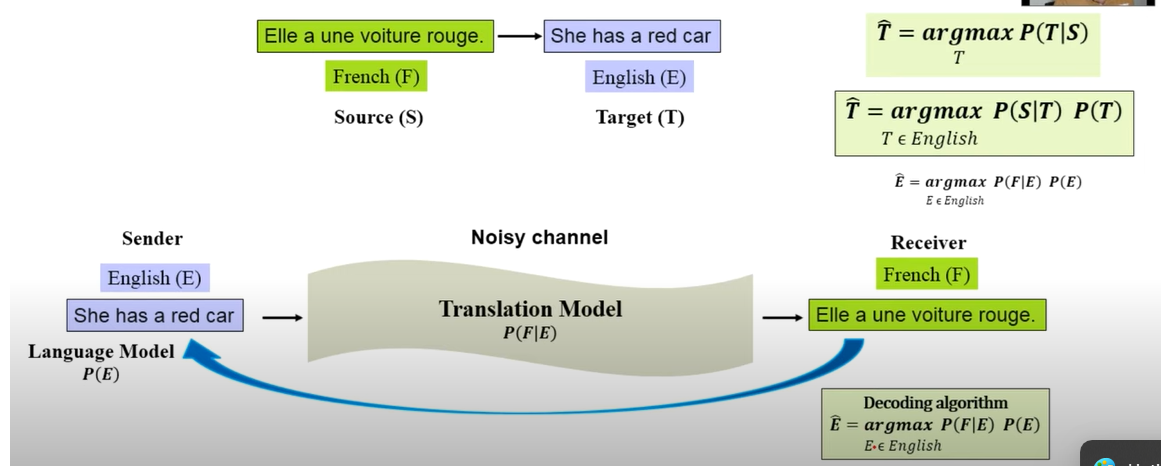 Elle a une voiture rouge.
She has a red car
French (F)
English (E)
Source (S)
Target (T)
T̂ = argmax P(T|S)
T
T̂ = argmax P(S|T) P(T)
T ϵ English
Ê = argmax P(F|E) P(E)
E ϵ English
Sender
English (E)
She has a red car
Language Model
P(E)
Noisy channel
Translation Model
P(F|E)
Receiver
French (F)
Elle a une voiture rouge.
Decoding algorithm
Ê = argmax P(F|E) P(E)
E ϵ English